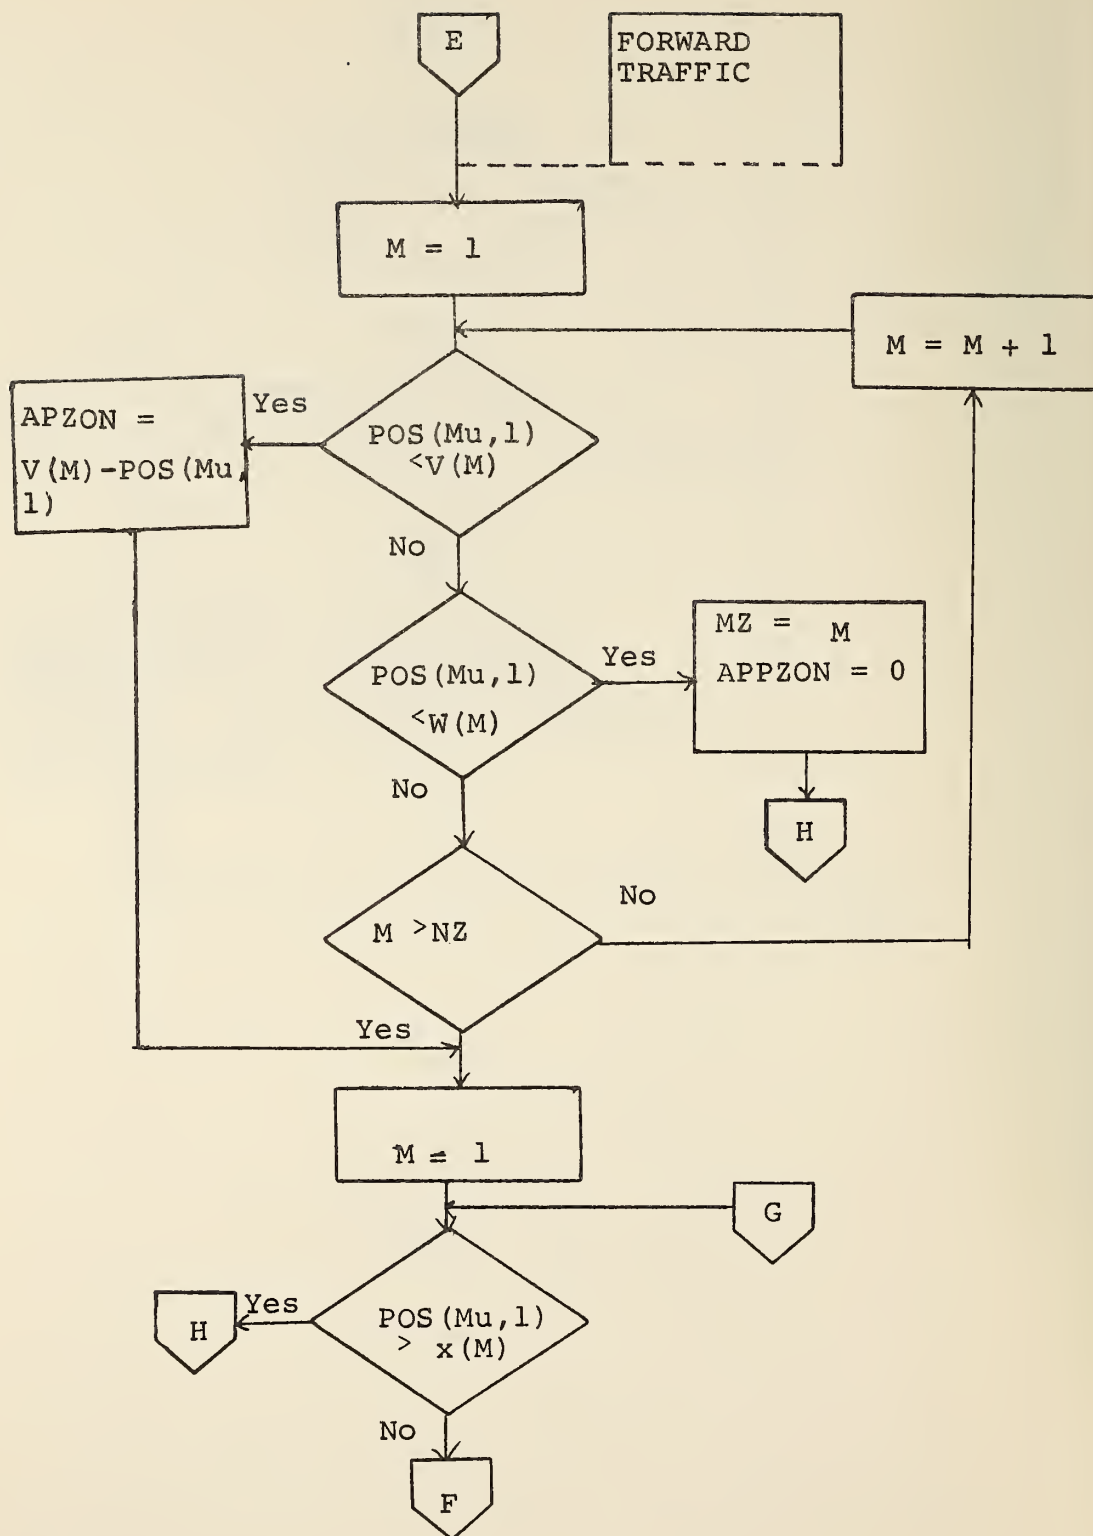 E
FORWARD
TRAFFIC
M = 1
M = M + 1
APZON =
V(M)-POS(Mu,
1)
Yes
POS(Mu,1)
<V(M)
No
POS(Mu,1)
<W(M)
Yes
MZ = M
APPZON = 0
No
H
M >NZ
No
Yes
M = 1
G
POS(Mu,1)
> x(M)
Yes
H
No
F